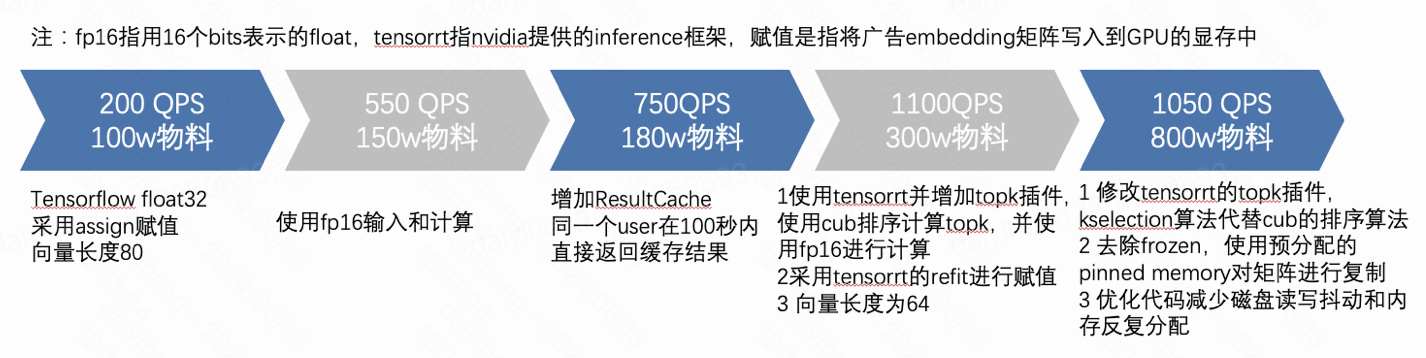 注：fp16指用16个bits表示的float，tensorrt指nvidia提供的inference框架，赋值是指将广告embedding矩阵写入到GPU的显存中
200 QPS
100w物料
550 QPS
150w物料
750QPS
180w物料
1100QPS
300w物料
1050 QPS
800w物料
Tensorflow float32
采用assign赋值
向量长度80
使用fp16输入和计算
增加ResultCache
同一个user在100秒内
直接返回缓存结果
1使用tensorrt并增加topk插件,
使用cub排序计算topk，并使
用fp16进行计算
2采用tensorrt的refit进行赋值
3 向量长度为64
1 修改tensorrt的topk插件,
kselection算法代替cub的排序算法
2 去除frozen，使用预分配的
pinned memory对矩阵进行复制
3 优化代码减少磁盘读写抖动和内
存反复分配